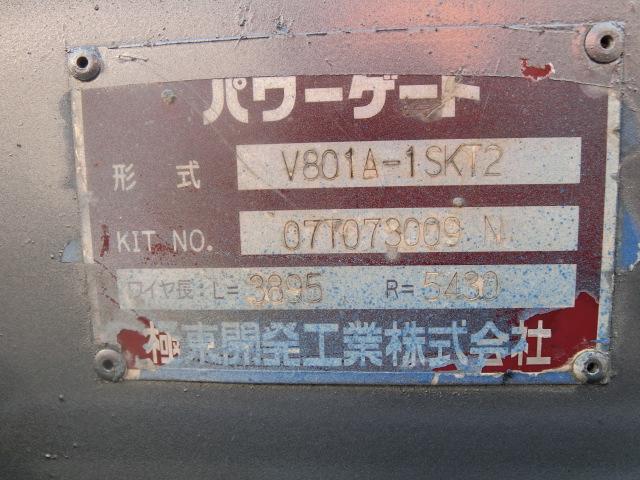 パワーゲート
形 式 V801A-1SKT2
KIT NO. 07T073009 N
ワイヤ長:L= 3895 R= 5430
極東開発工業株式会社